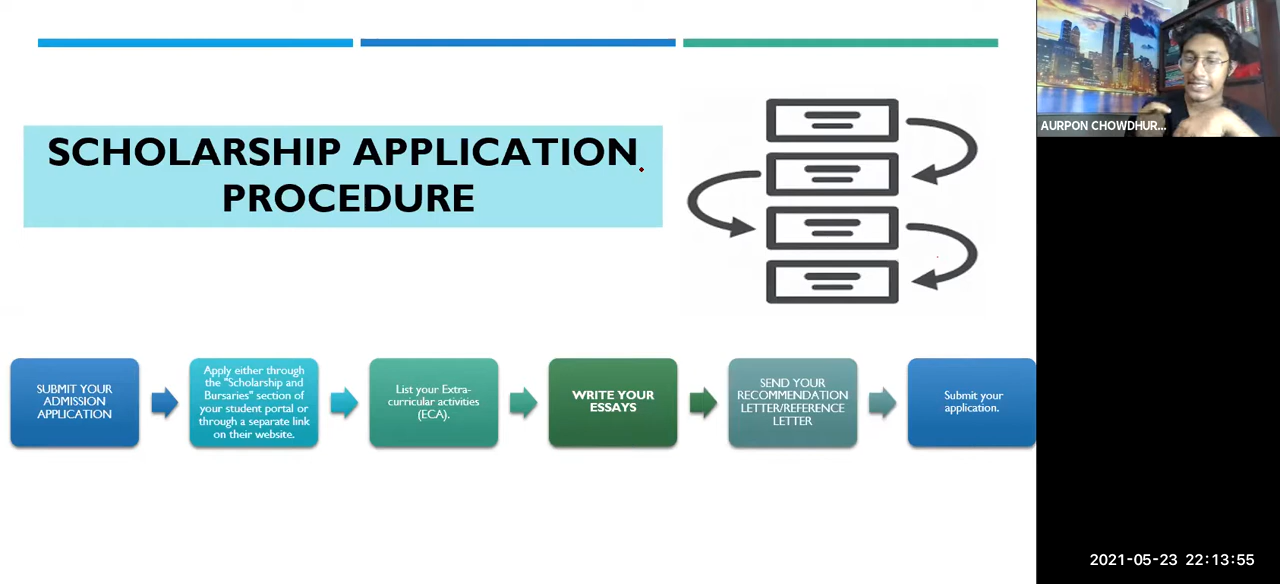 SCHOLARSHIP APPLICATION
PROCEDURE
SUBMIT YOUR
ADMISSION
APPLICATION
Apply either through
the "Scholarship and
Bursaries" section of
your student portal or
through a separate link
on their website.
List your Extra-
curricular activities
(ECA).
WRITE YOUR
ESSAYS
SEND YOUR
RECOMMENDATION
LETTER/REFERENCE
LETTER
Submit your
application.
AURPON CHOWDHUR...
2021-05-23 22:13:55